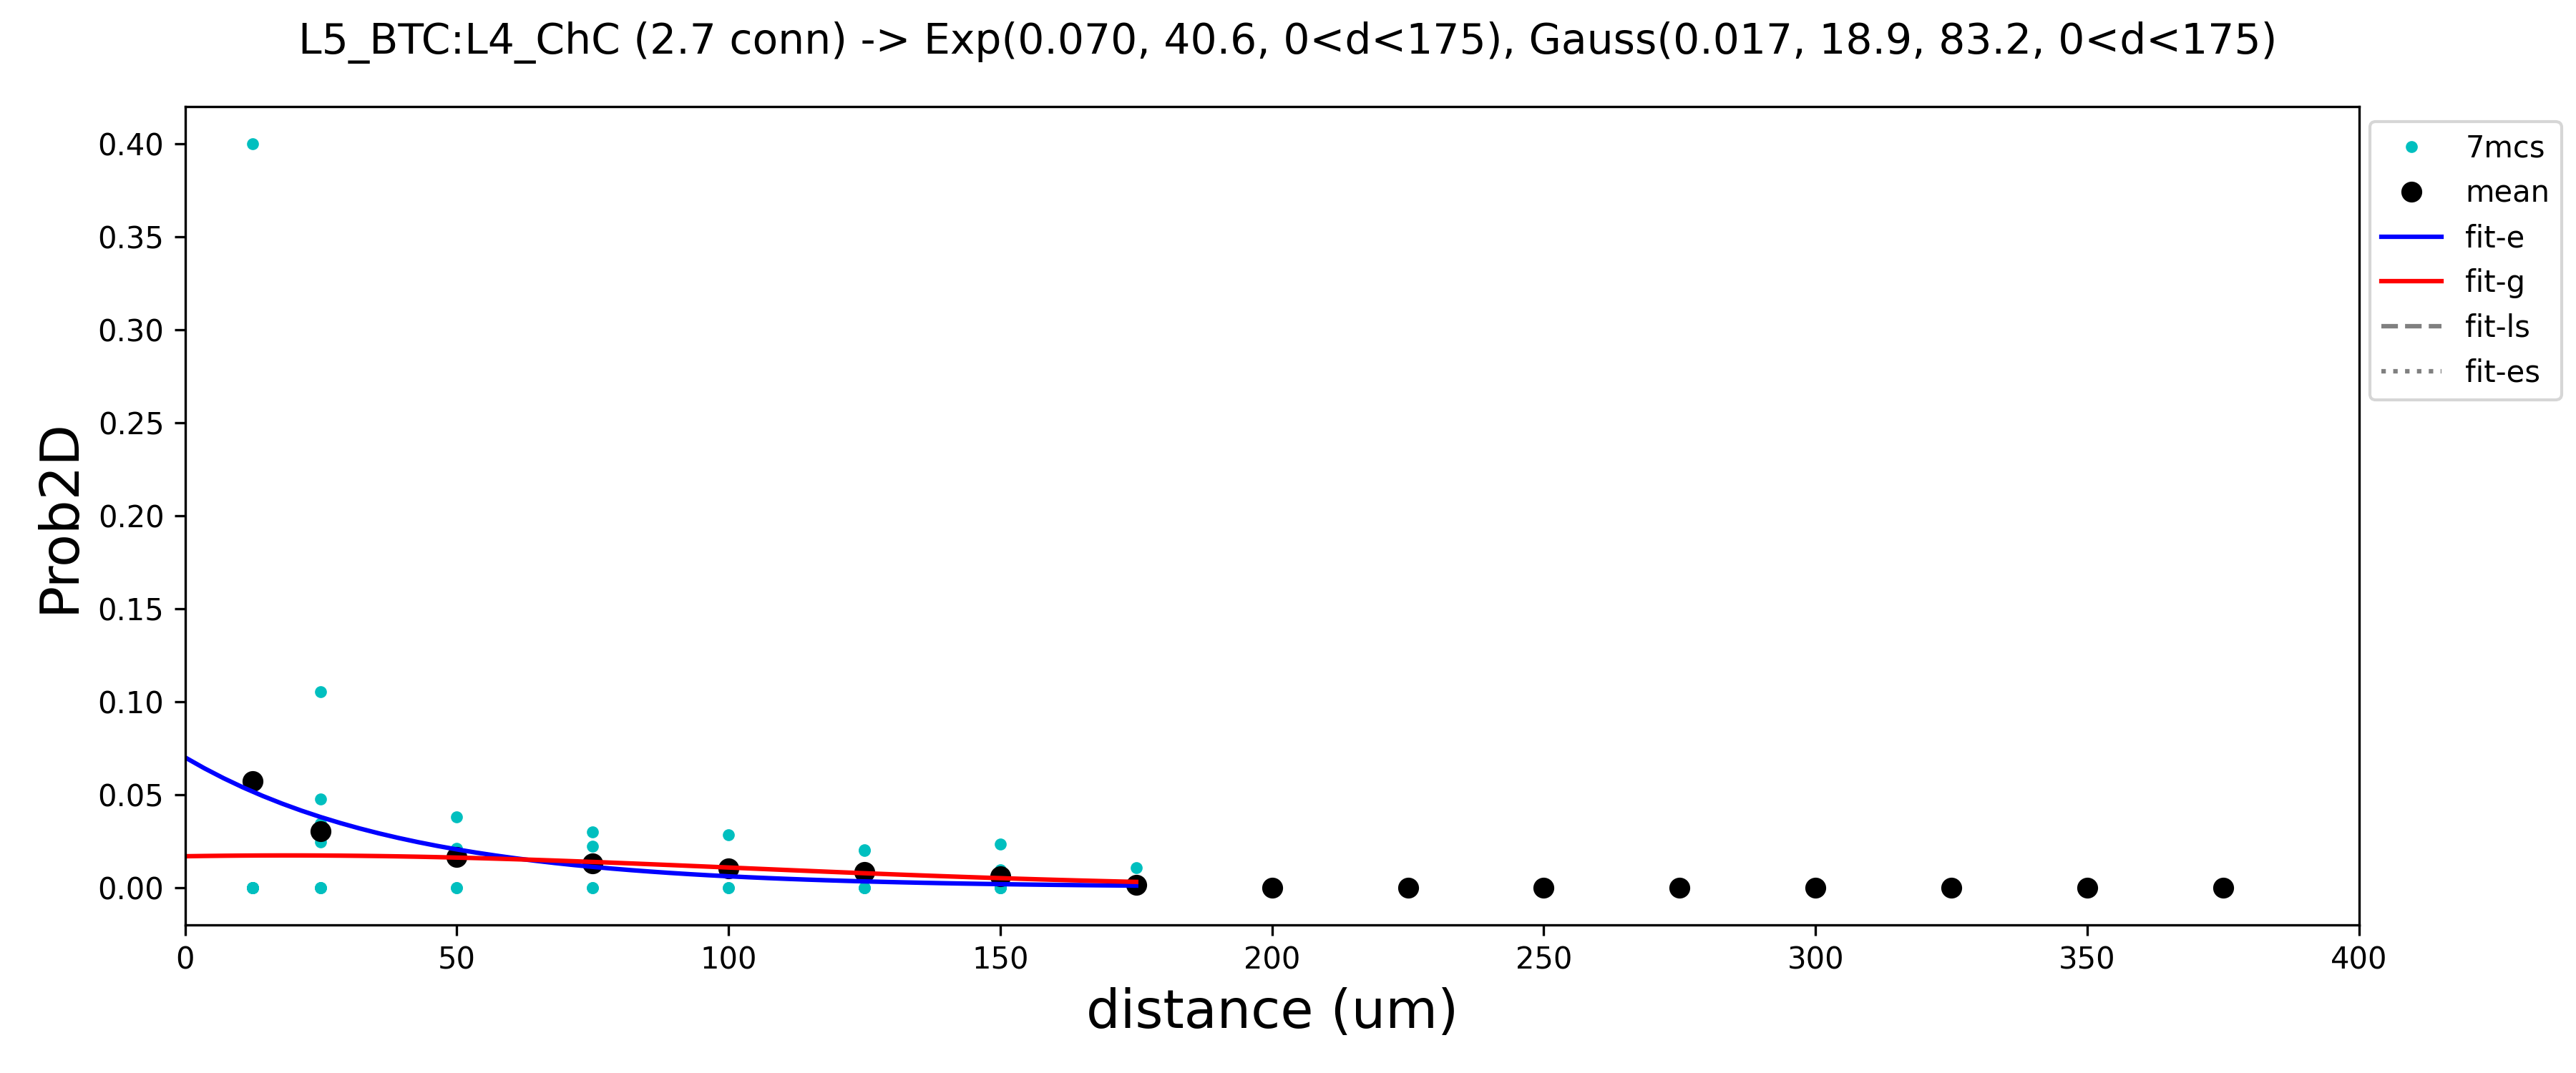 L5_BTC:L4_ChC (2.7 conn) -> Exp(0.070, 40.6, 0<d<175), Gauss(0.017, 18.9, 83.2, 0<d<175)
0.40
0.35
0.30
0.25
0.20
0.15
0.10
0.05
0.00
Prob2D
0 50 100 150 200 250 300 350 400
distance (um)
7mcs
mean
fit-e
fit-g
fit-ls
fit-es